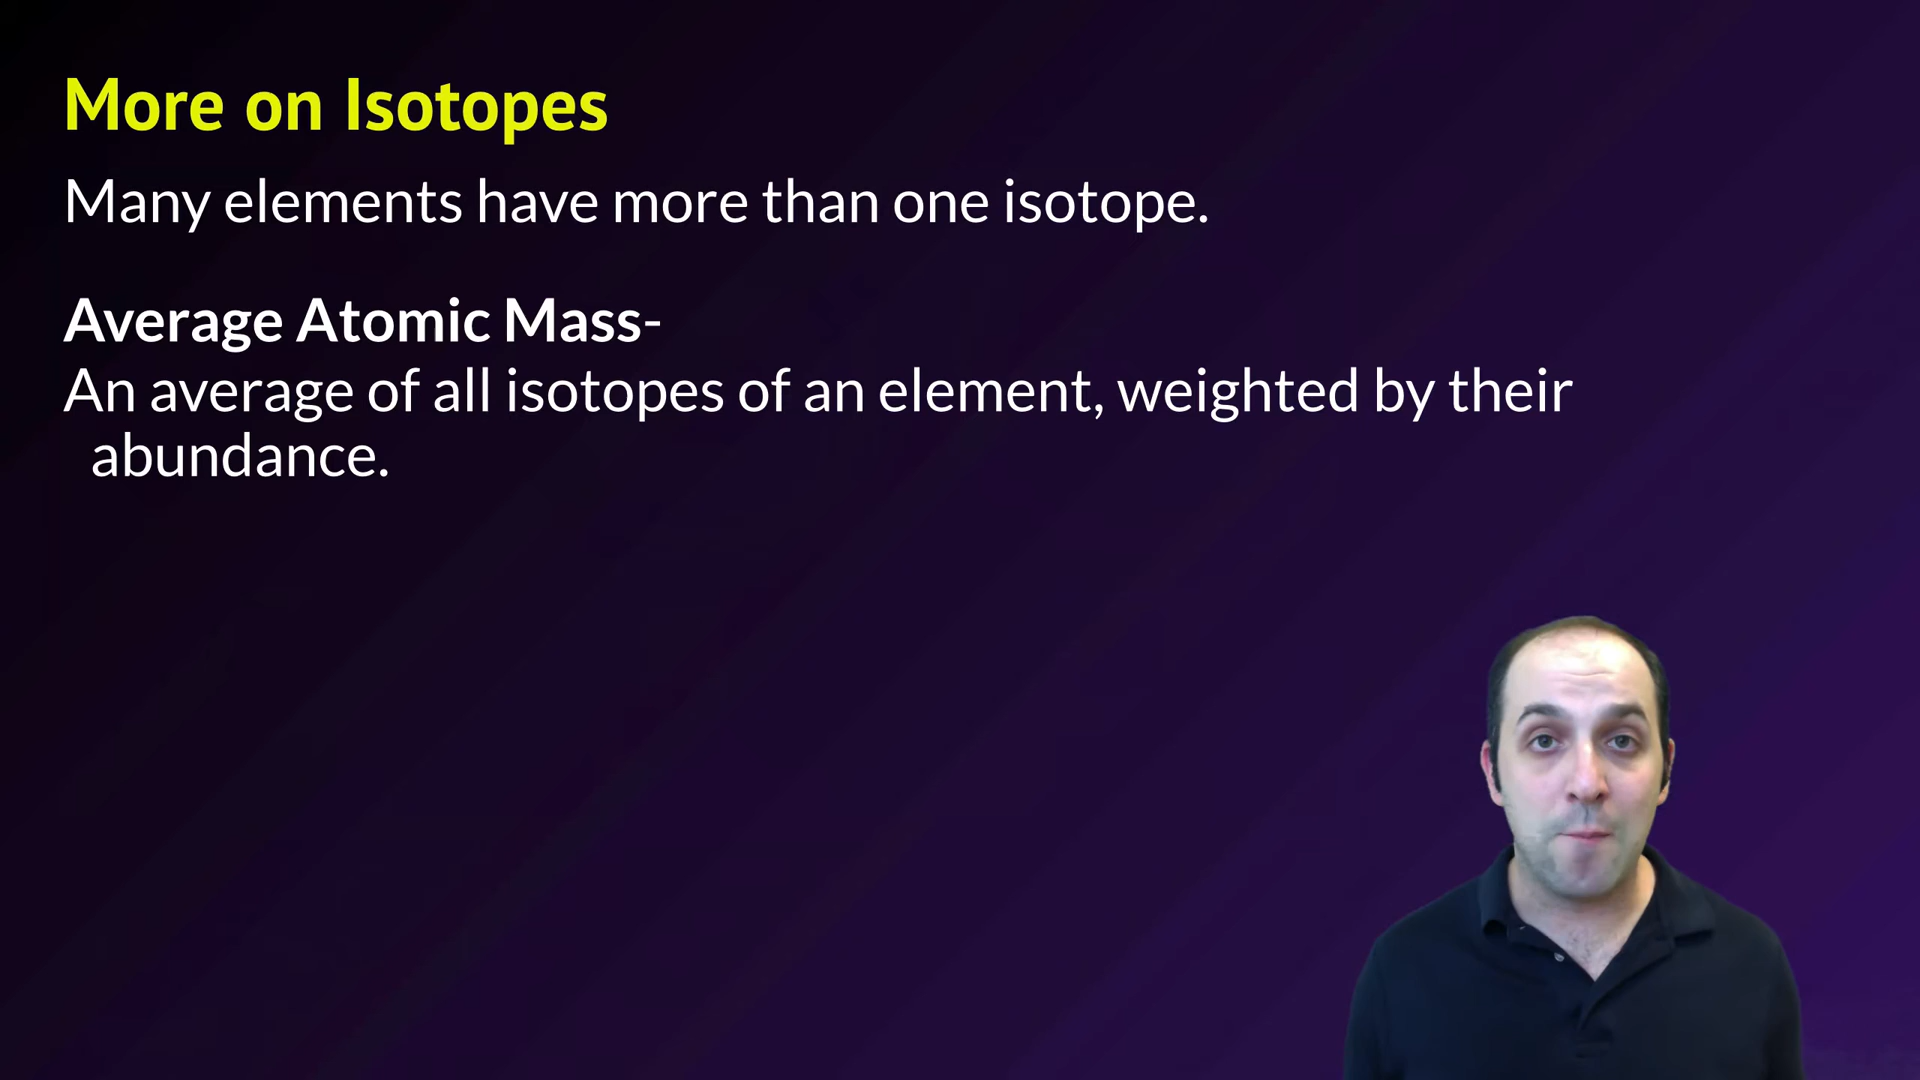 More on Isotopes
Many elements have more than one isotope.
Average Atomic Mass-
An average of all isotopes of an element, weighted by their
abundance.